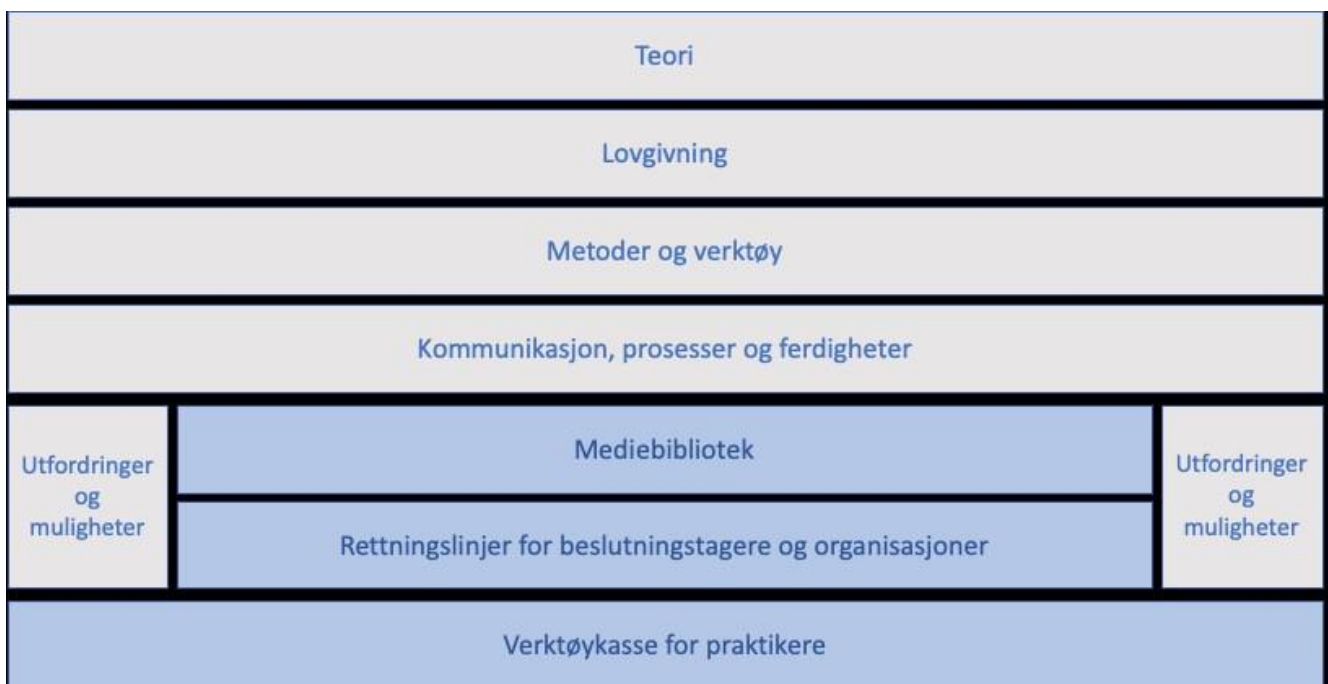 Teori
Lovgivning
Metoder og verktøy
Kommunikasjon, prosesser og ferdigheter
Utfordringer
og
muligheter
Mediebibliotek
Rettningslinjer for beslutningstagere og organisasjoner
Utfordringer
og
muligheter
Verktøykasse for praktikere